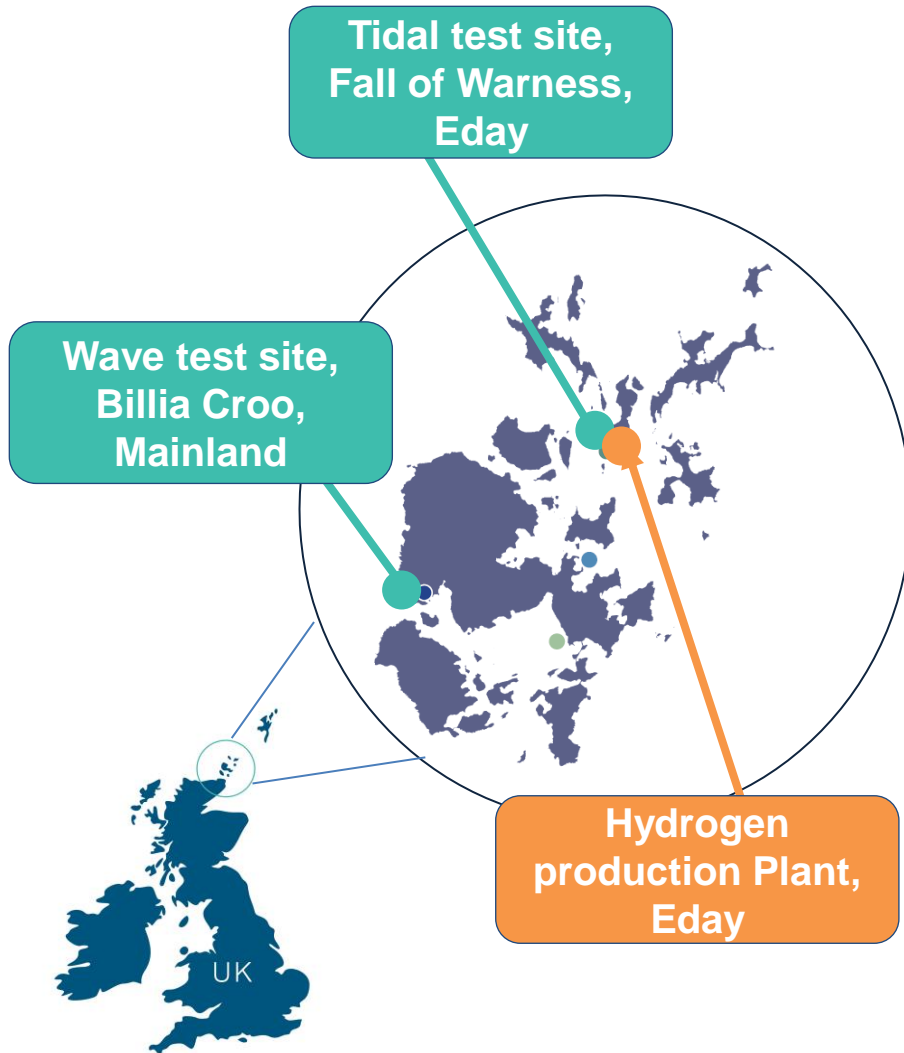 Tidal test site,
Fall of Warness,
Eday
Wave test site,
Billia Croo,
Mainland
Hydrogen
production Plant,
Eday
UK